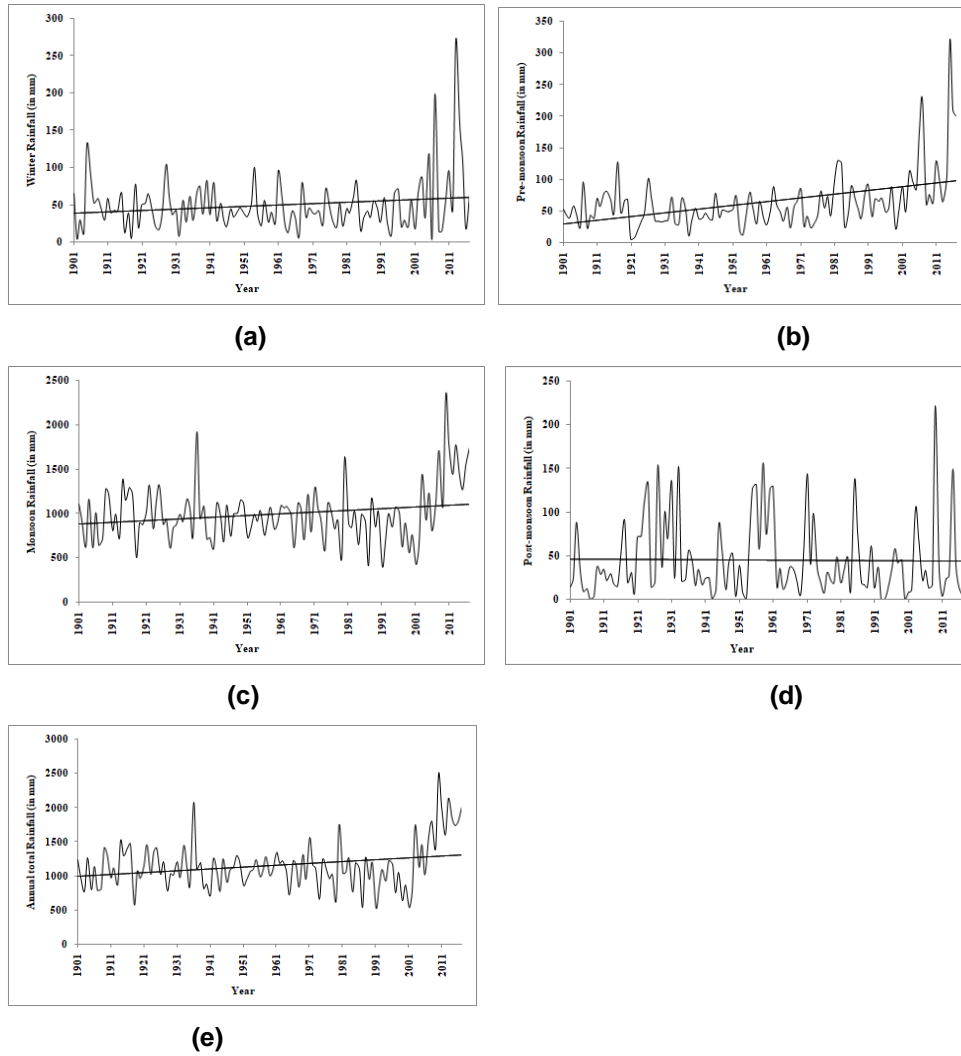 Winter Rainfall (in mm)
300
250
200
150
100
50
0
1901 1911 1921 1931 1941 1951 1961 1971 1981 1991 2001 2011
Year
(a)
Pre-monsoon Rainfall (in mm)
350
300
250
200
150
100
50
0
1901 1911 1921 1931 1941 1951 1961 1971 1981 1991 2001 2011
Year
(b)
Monsoon Rainfall (in mm)
2500
2000
1500
1000
500
0
1901 1911 1921 1931 1941 1951 1961 1971 1981 1991 2001 2011
Year
(c)
Post-monsoon Rainfall (in mm)
250
200
150
100
50
0
1901 1911 1921 1931 1941 1951 1961 1971 1981 1991 2001 2011
Year
(d)
Annual total Rainfall (in mm)
3000
2500
2000
1500
1000
500
0
1901 1911 1921 1931 1941 1951 1961 1971 1981 1991 2001 2011
Year
(e)